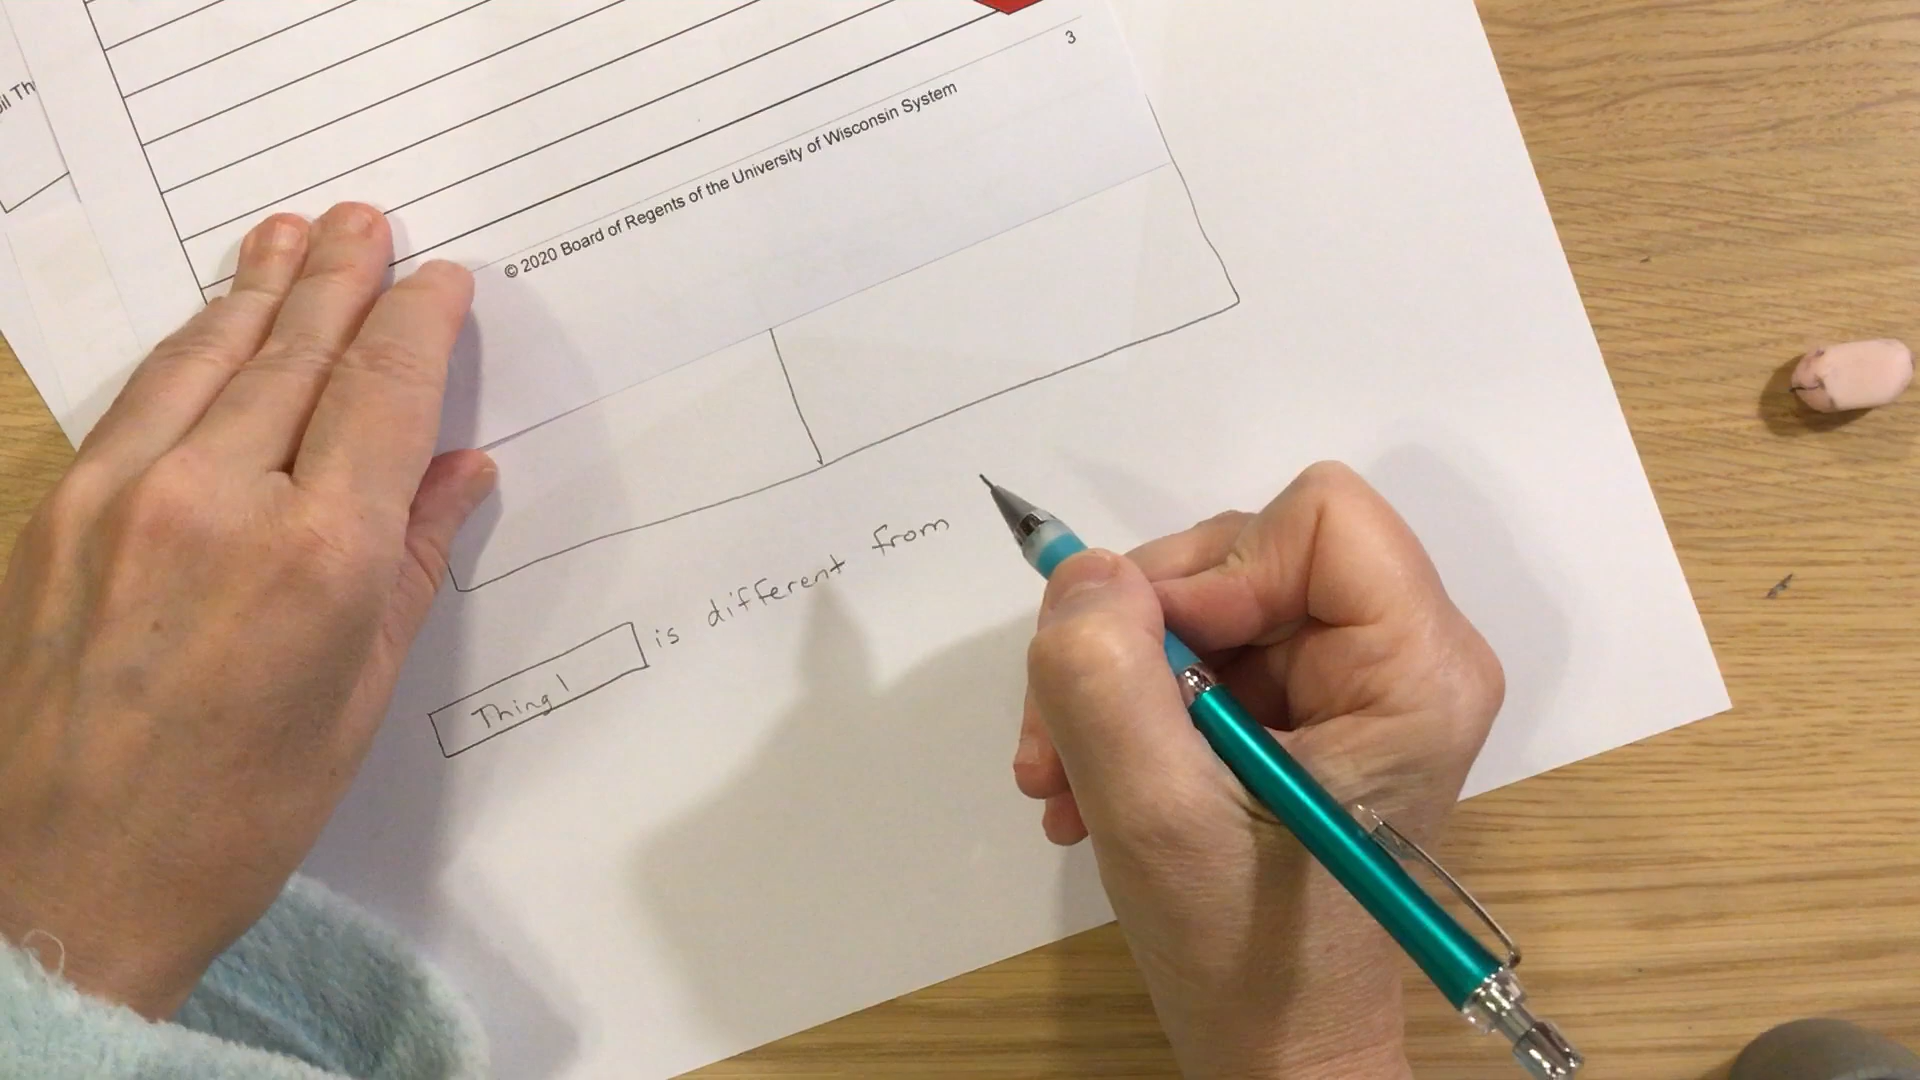 3
© 2020 Board of Regents of the University of Wisconsin System
Thing 1 is different from